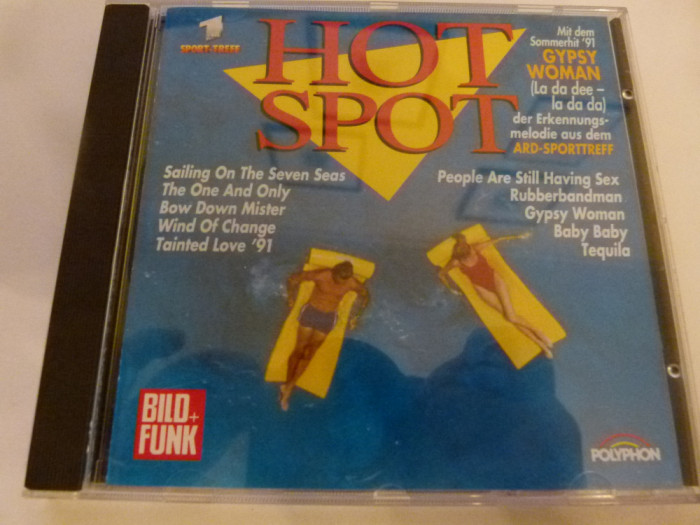 1
SPORT-TREFF
HOT
SPOT
Mit dem
Sommerhit '91
GYPSY
WOMAN
(La da dee –
la da da)
der Erkennungs-
melodie aus dem
ARD-SPORTTREFF
Sailing On The Seven Seas
The One And Only
Bow Down Mister
Wind Of Change
Tainted Love '91
People Are Still Having Sex
Rubberbandman
Gypsy Woman
Baby Baby
Tequila
BILD+
FUNK
POLYPHON